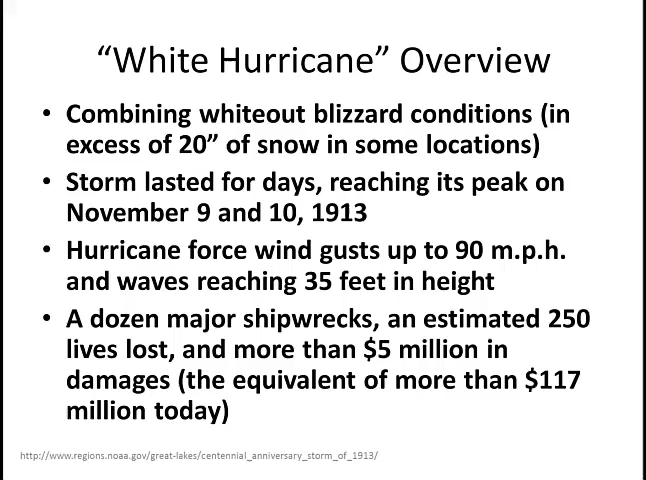 “White Hurricane” Overview
• Combining whiteout blizzard conditions (in
excess of 20” of snow in some locations)
• Storm lasted for days, reaching its peak on
November 9 and 10, 1913
• Hurricane force wind gusts up to 90 m.p.h.
and waves reaching 35 feet in height
• A dozen major shipwrecks, an estimated 250
lives lost, and more than $5 million in
damages (the equivalent of more than $117
million today)
http://www.regions.noaa.gov/great-lakes/centennial_anniversary_storm_of_1913/